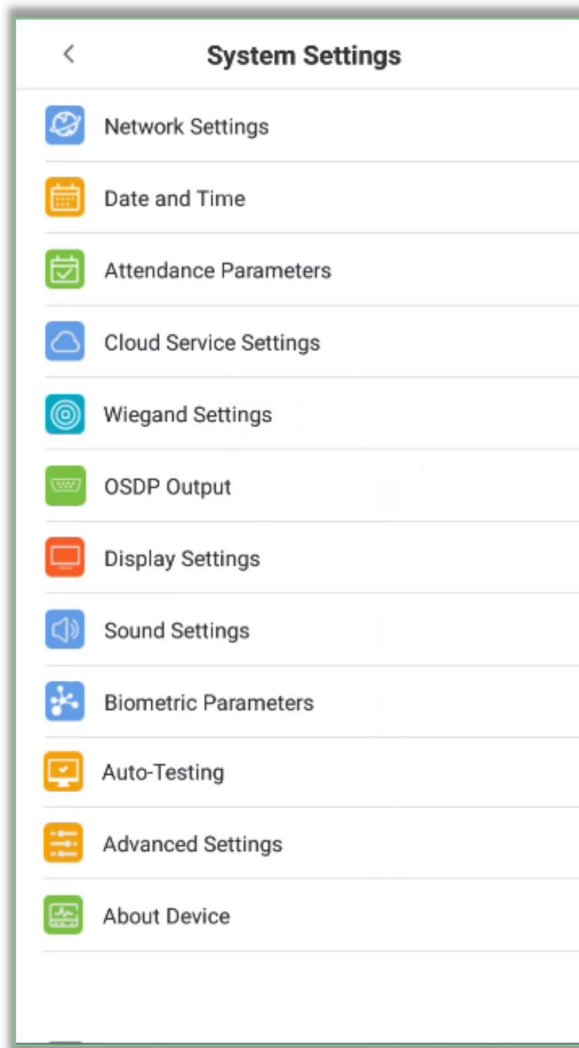 System Settings
Network Settings
Date and Time
Attendance Parameters
Cloud Service Settings
Wiegand Settings
OSDP Output
Display Settings
Sound Settings
Biometric Parameters
Auto-Testing
Advanced Settings
About Device